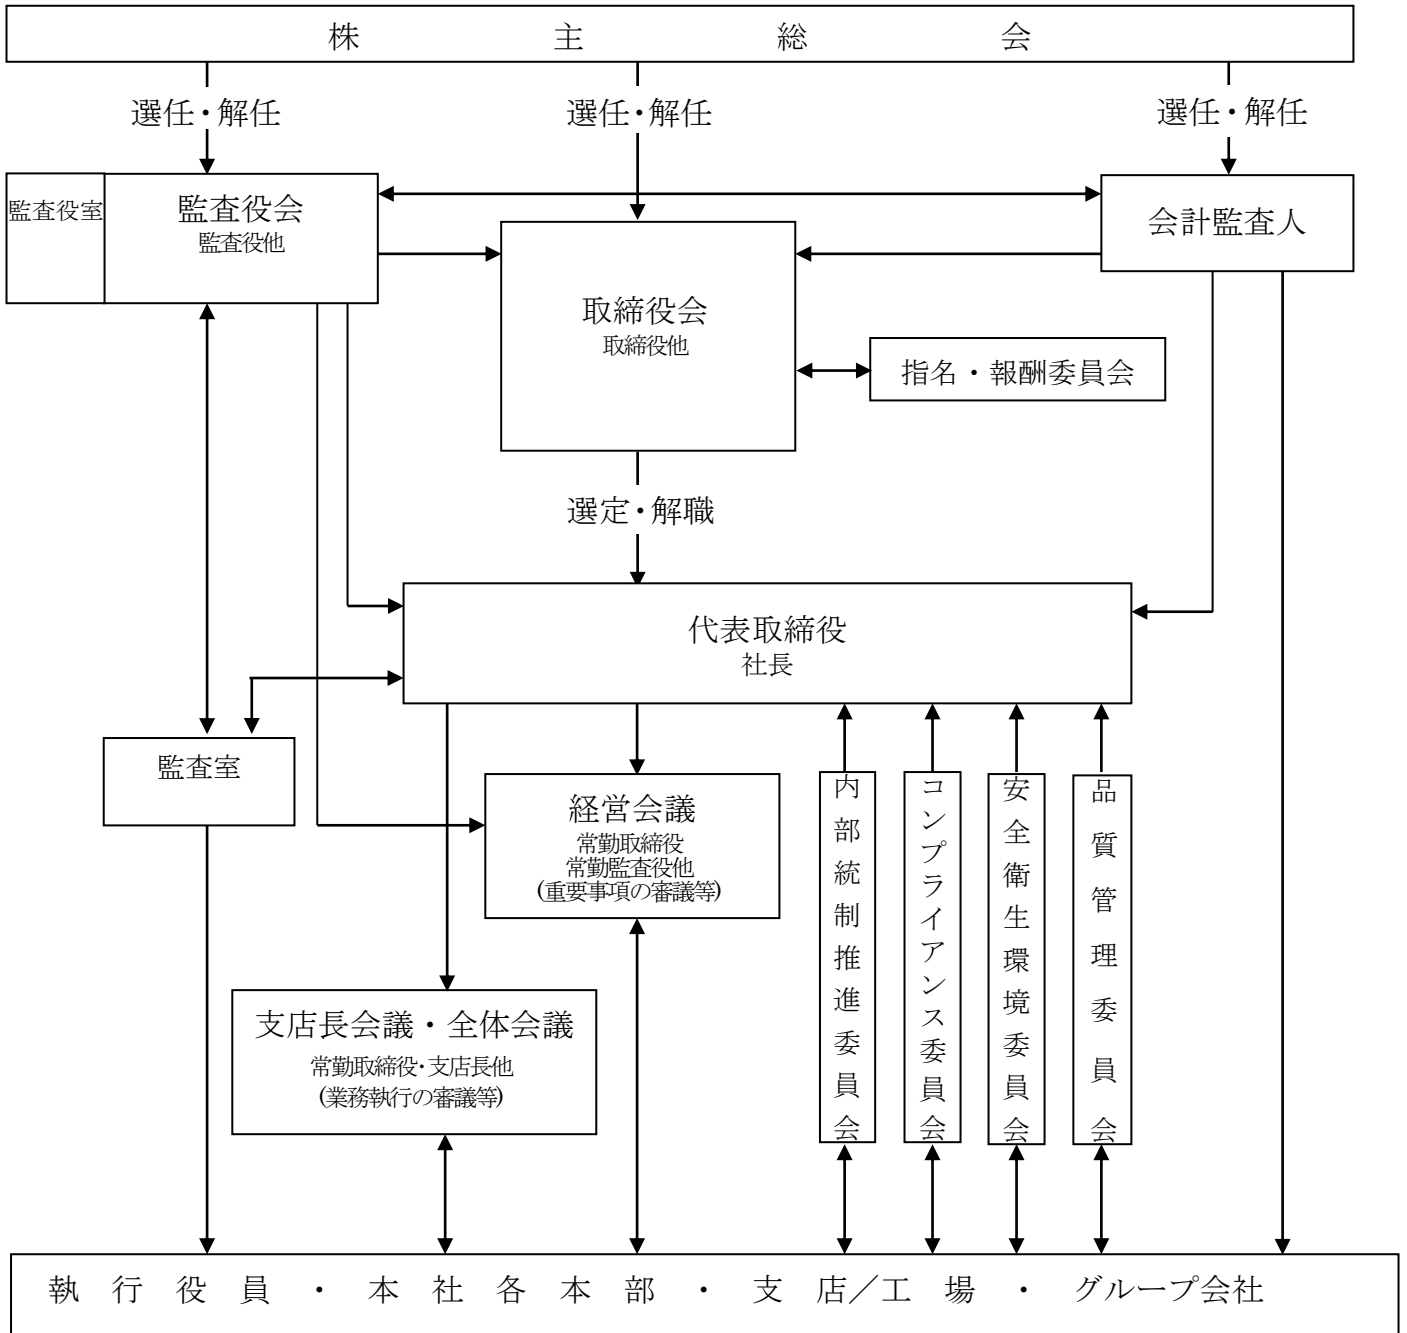 株主総会
選任・解任
選任・解任
選任・解任
監査役室
監査役会
監査役他
会計監査人
取締役会
取締役他
指名・報酬委員会
選定・解職
代表取締役
社長
監査室
経営会議
常勤取締役
常勤監査役他
(重要事項の審議等)
支店長会議・全体会議
常勤取締役・支店長他
(業務執行の審議等)
内部統制推進委員会
コンプライアンス委員会
安全衛生環境委員会
品質管理委員会
執行役員・本社各本部・支店／工場・グループ会社